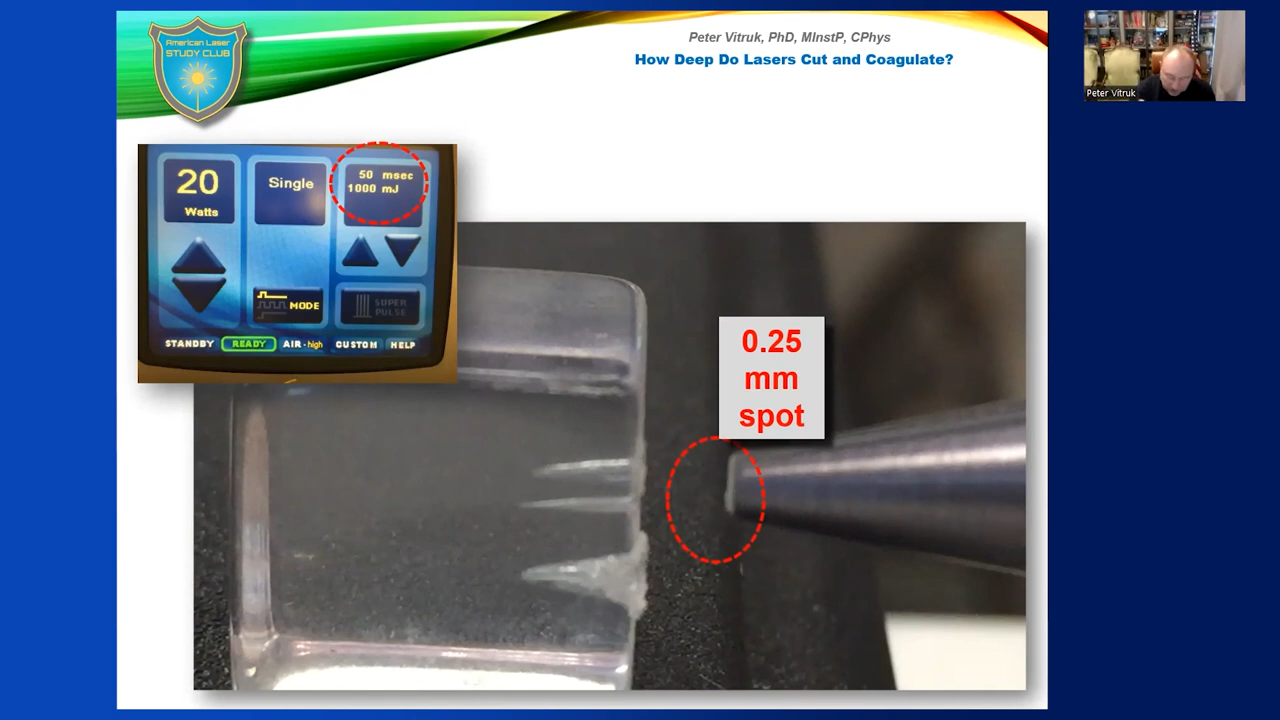 American Laser
STUDY CLUB
Peter Vitruk, PhD, MInstP, CPhys
How Deep Do Lasers Cut and Coagulate?
Peter Vitruk
20
Watts
Single
50 msec
1000 mJ
MODE
SUPER
PULSE
STANDBY
READY
AIR - high
CUSTOM
HELP
0.25
mm
spot